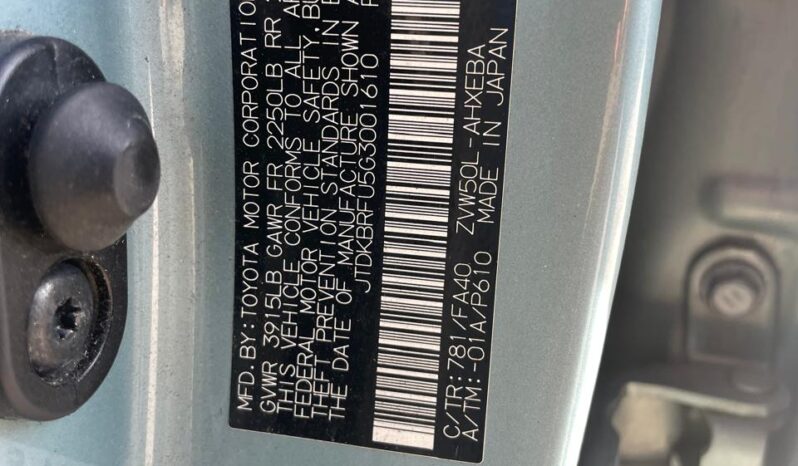 MFD. BY: TOYOTA MOTOR CORPORATION
GVWR 3915LB GAWR FR 2250LB RR
THIS VEHICLE CONFORMS TO ALL
FEDERAL MOTOR VEHICLE SAFETY,
THEFT PREVENTION STANDARDS IN
THE DATE OF MANUFACTURE SHOWN
JTDKBRFU5G3001610
C/TR:781/FA40 ZVW50L-AHXEBA
A/TM:-01A/P610 MADE IN JAPAN